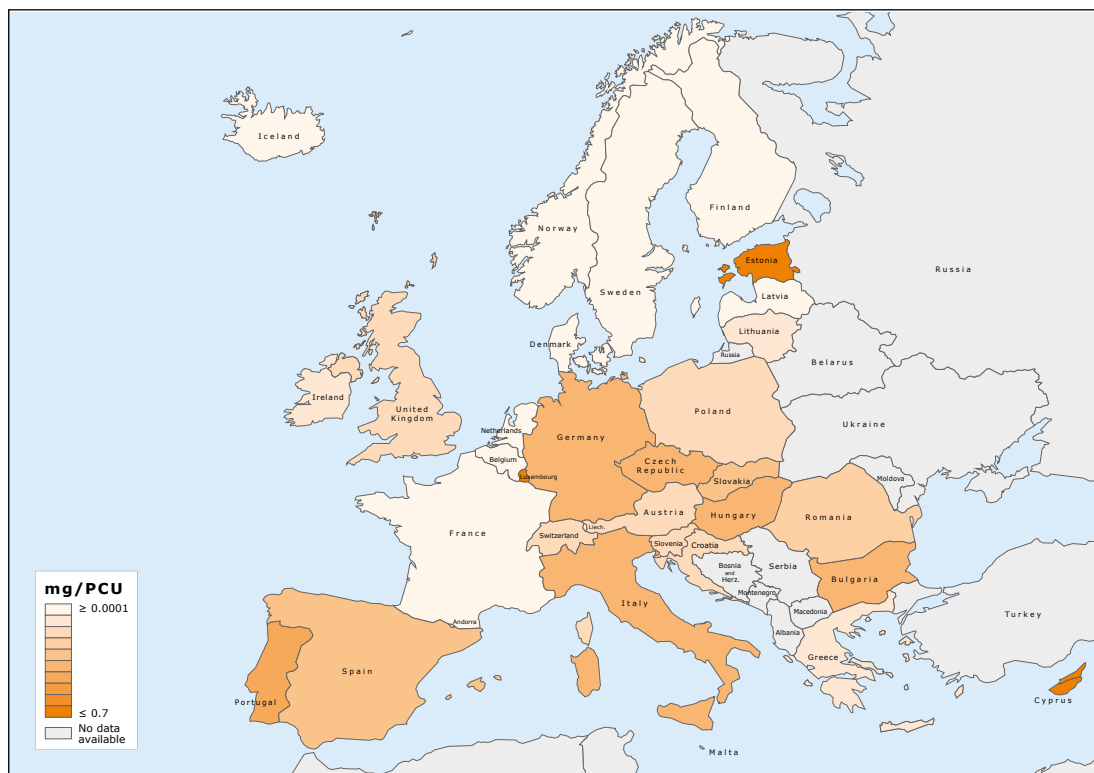 Iceland
Norway
Finland
Sweden
Estonia
Russia
Latvia
Lithuania
Russia
Denmark
Belarus
Ireland
United
Kingdom
Poland
Netherlands
Germany
Ukraine
Belgium
Czech
Republic
Luxembourg
Slovakia
Moldova
Austria
Hungary
Romania
France
Switzerland
Liech.
Slovenia
Croatia
Bosnia
and
Herz.
Serbia
Bulgaria
Montenegro
Italy
Macedonia
Turkey
Andorra
Albania
Greece
Spain
Portugal
Cyprus
Malta
mg/PCU
≥ 0.0001
≤ 0.7
No data
available